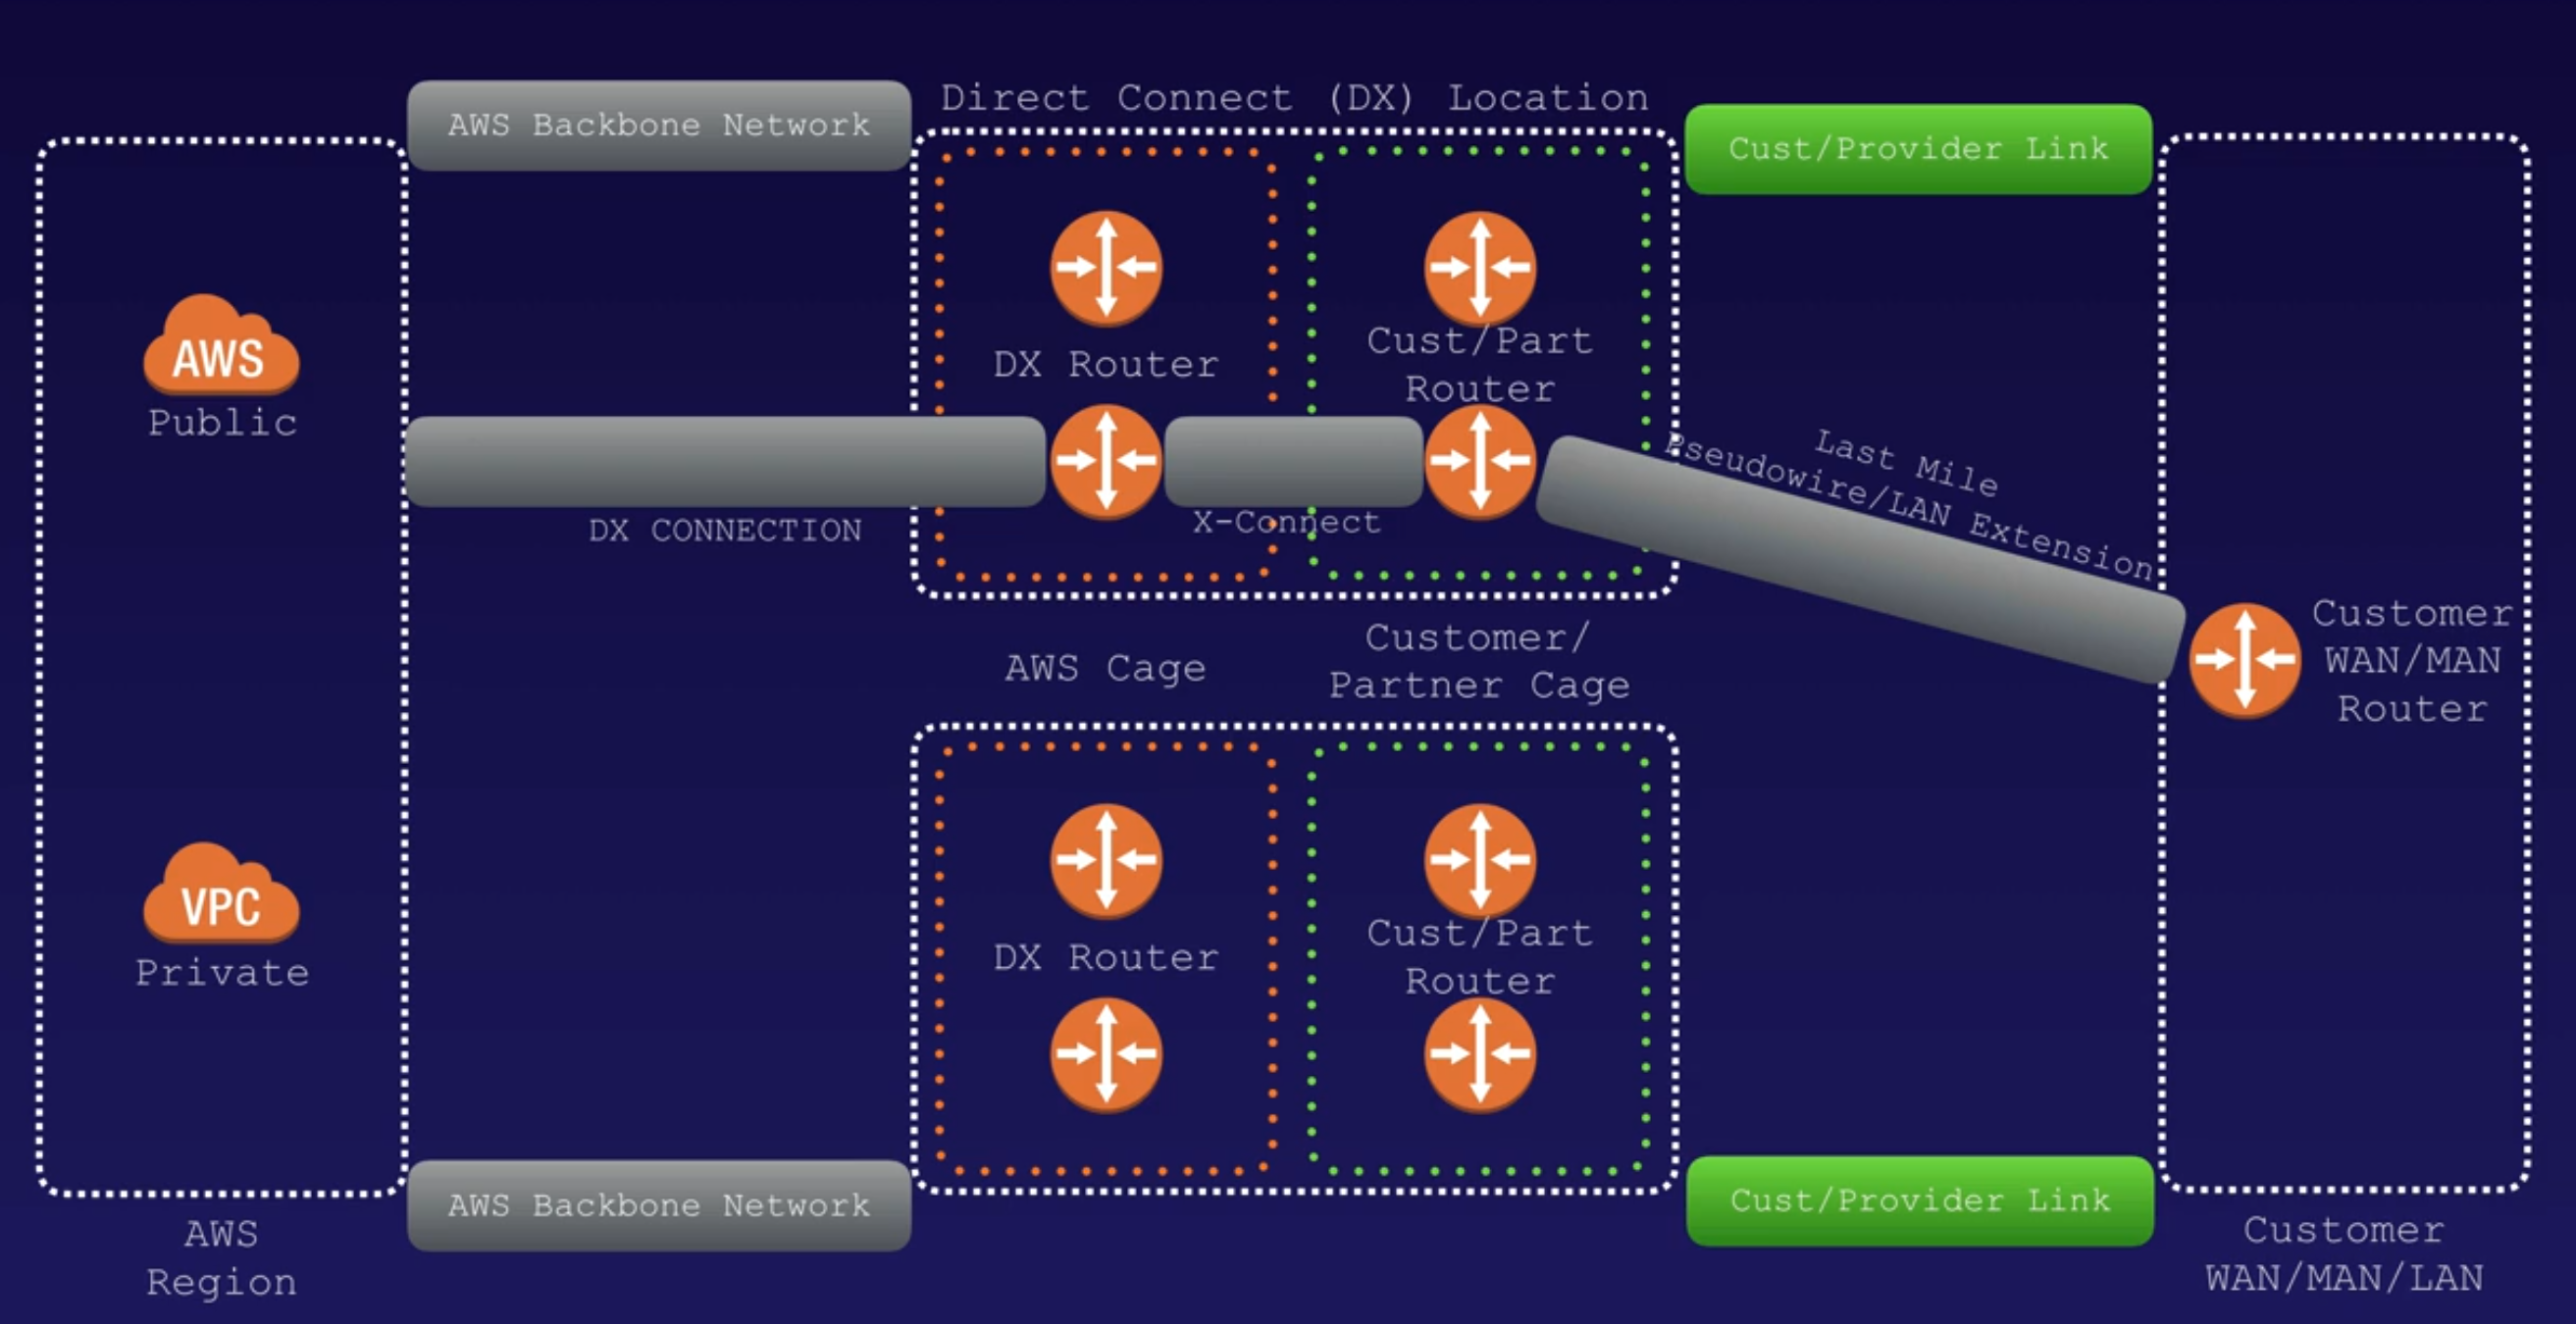 Direct Connect (DX) Location
AWS Backbone Network
Cust/Provider Link
AWS
Public
DX Router
Cust/Part
Router
DX CONNECTION
X-Connect
Last Mile
Pseudowire/LAN Extension
AWS Cage
Customer/
Partner Cage
Customer
WAN/MAN
Router
VPC
Private
DX Router
Cust/Part
Router
AWS Backbone Network
Cust/Provider Link
AWS
Region
Customer
WAN/MAN/LAN